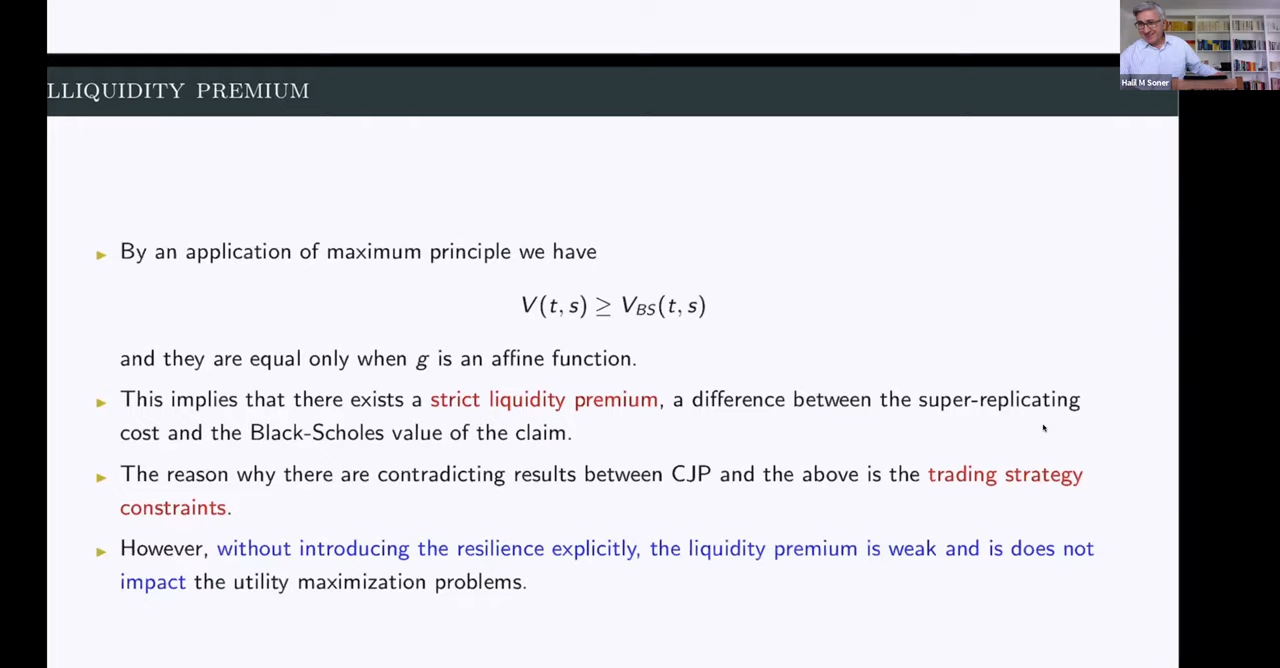 Halil M Soner
LLIQUIDITY PREMIUM
▶ By an application of maximum principle we have
V(t, s) ≥ V_BS(t, s)
and they are equal only when g is an affine function.
▶ This implies that there exists a strict liquidity premium, a difference between the super-replicating
cost and the Black-Scholes value of the claim.
▶ The reason why there are contradicting results between CJP and the above is the trading strategy
constraints.
▶ However, without introducing the resilience explicitly, the liquidity premium is weak and is does not
impact the utility maximization problems.